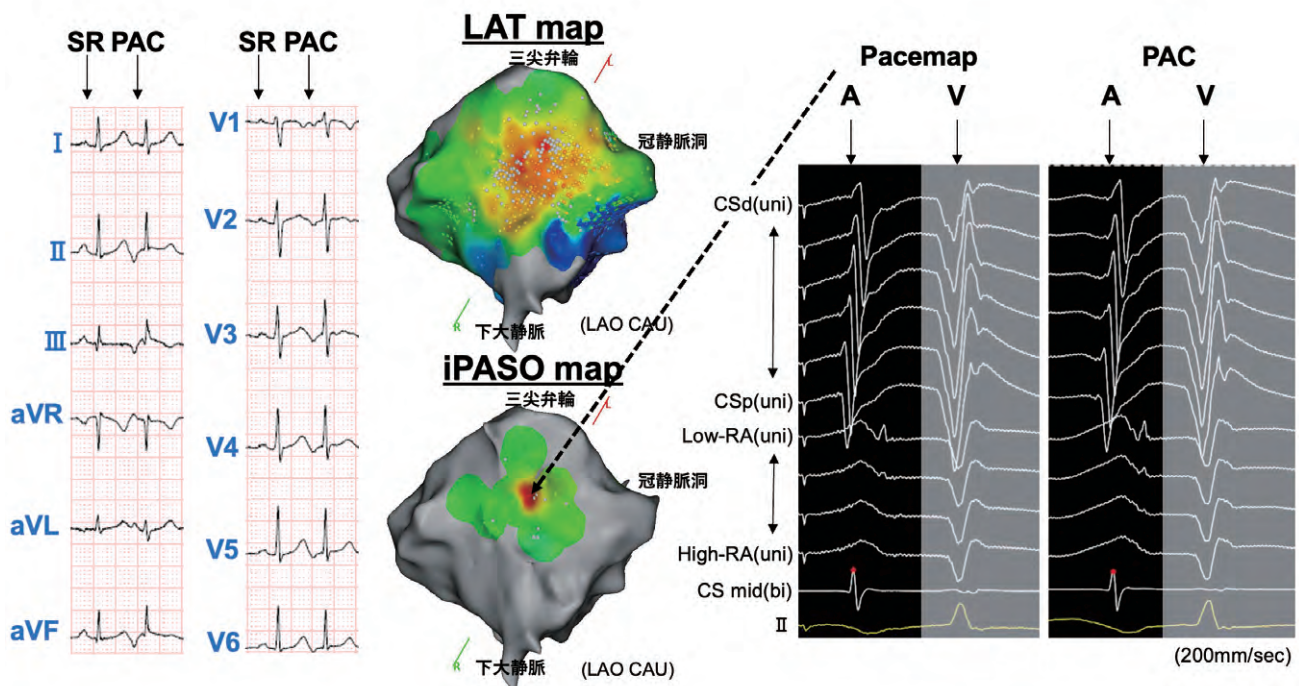 SR PAC
SR PAC
I
II
III
aVR
aVL
aVF
V1
V2
V3
V4
V5
V6
LAT map
三尖弁輪
L
冠静脈洞
R
下大静脈
(LAO CAU)
iPASO map
三尖弁輪
L
冠静脈洞
R
下大静脈
(LAO CAU)
Pacemap
PAC
A
V
A
V
CSd(uni)
CSp(uni)
Low-RA(uni)
High-RA(uni)
CS mid(bi)
II
(200mm/sec)